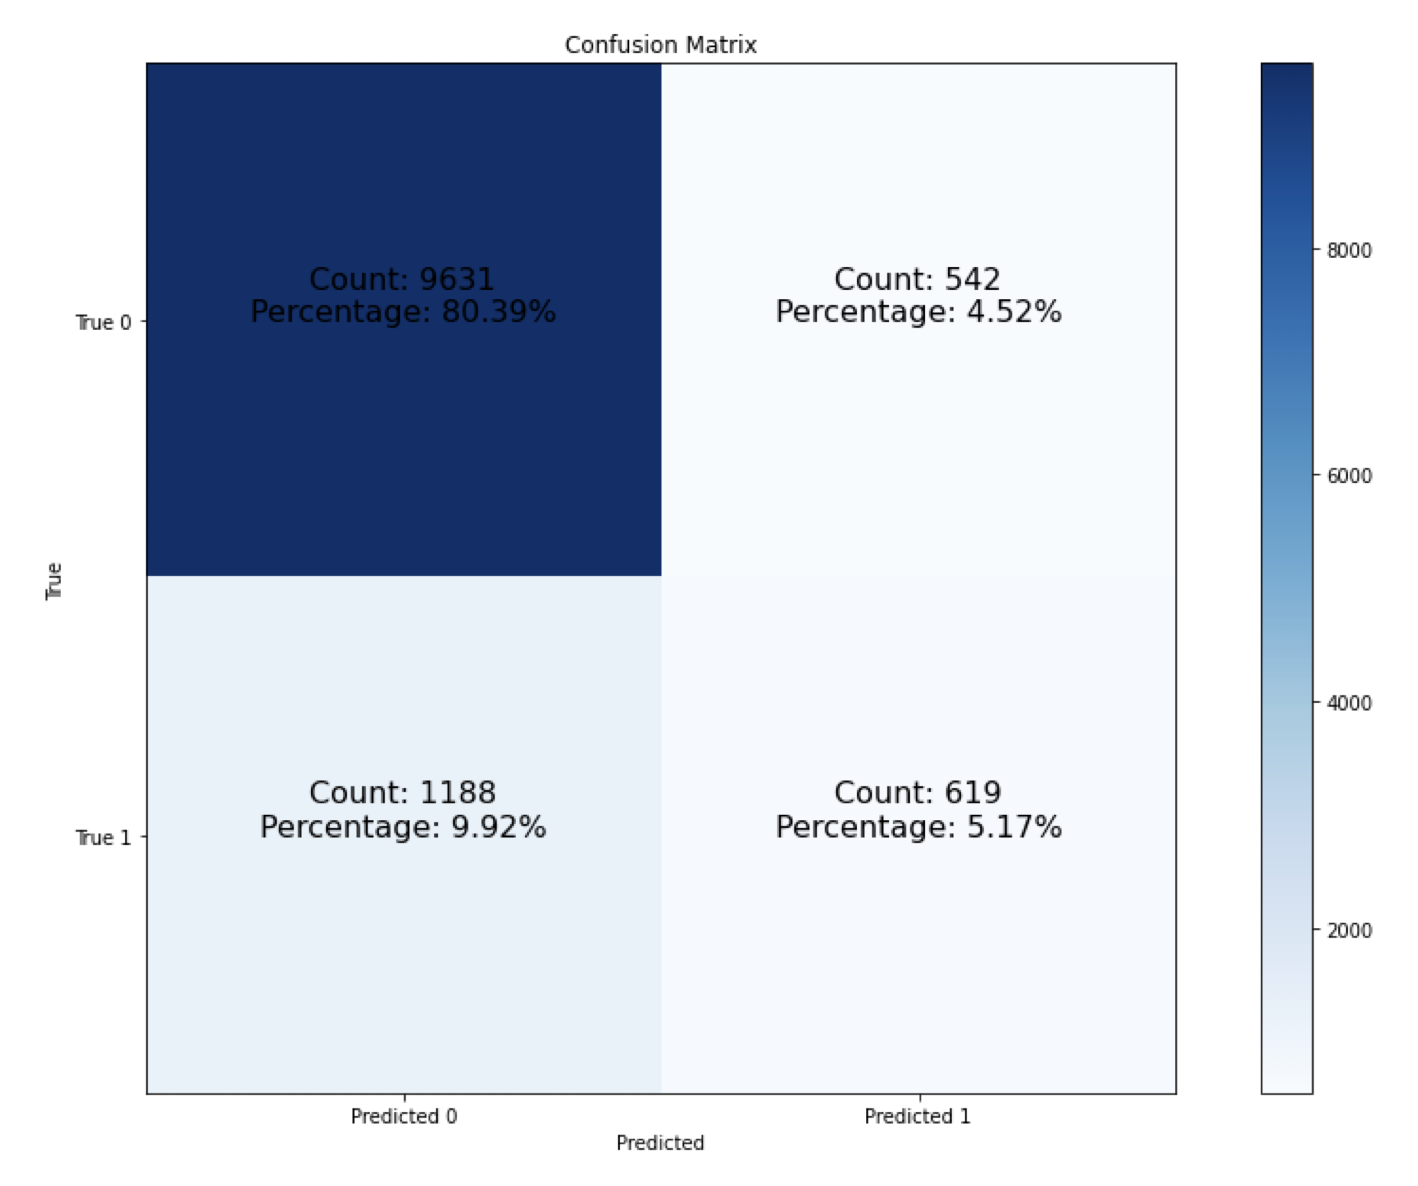 Confusion Matrix
Count: 9631
Percentage: 80.39%
Count: 542
Percentage: 4.52%
True 0
Count: 1188
Percentage: 9.92%
Count: 619
Percentage: 5.17%
True 1
True
Predicted 0
Predicted 1
Predicted
8000
6000
4000
2000